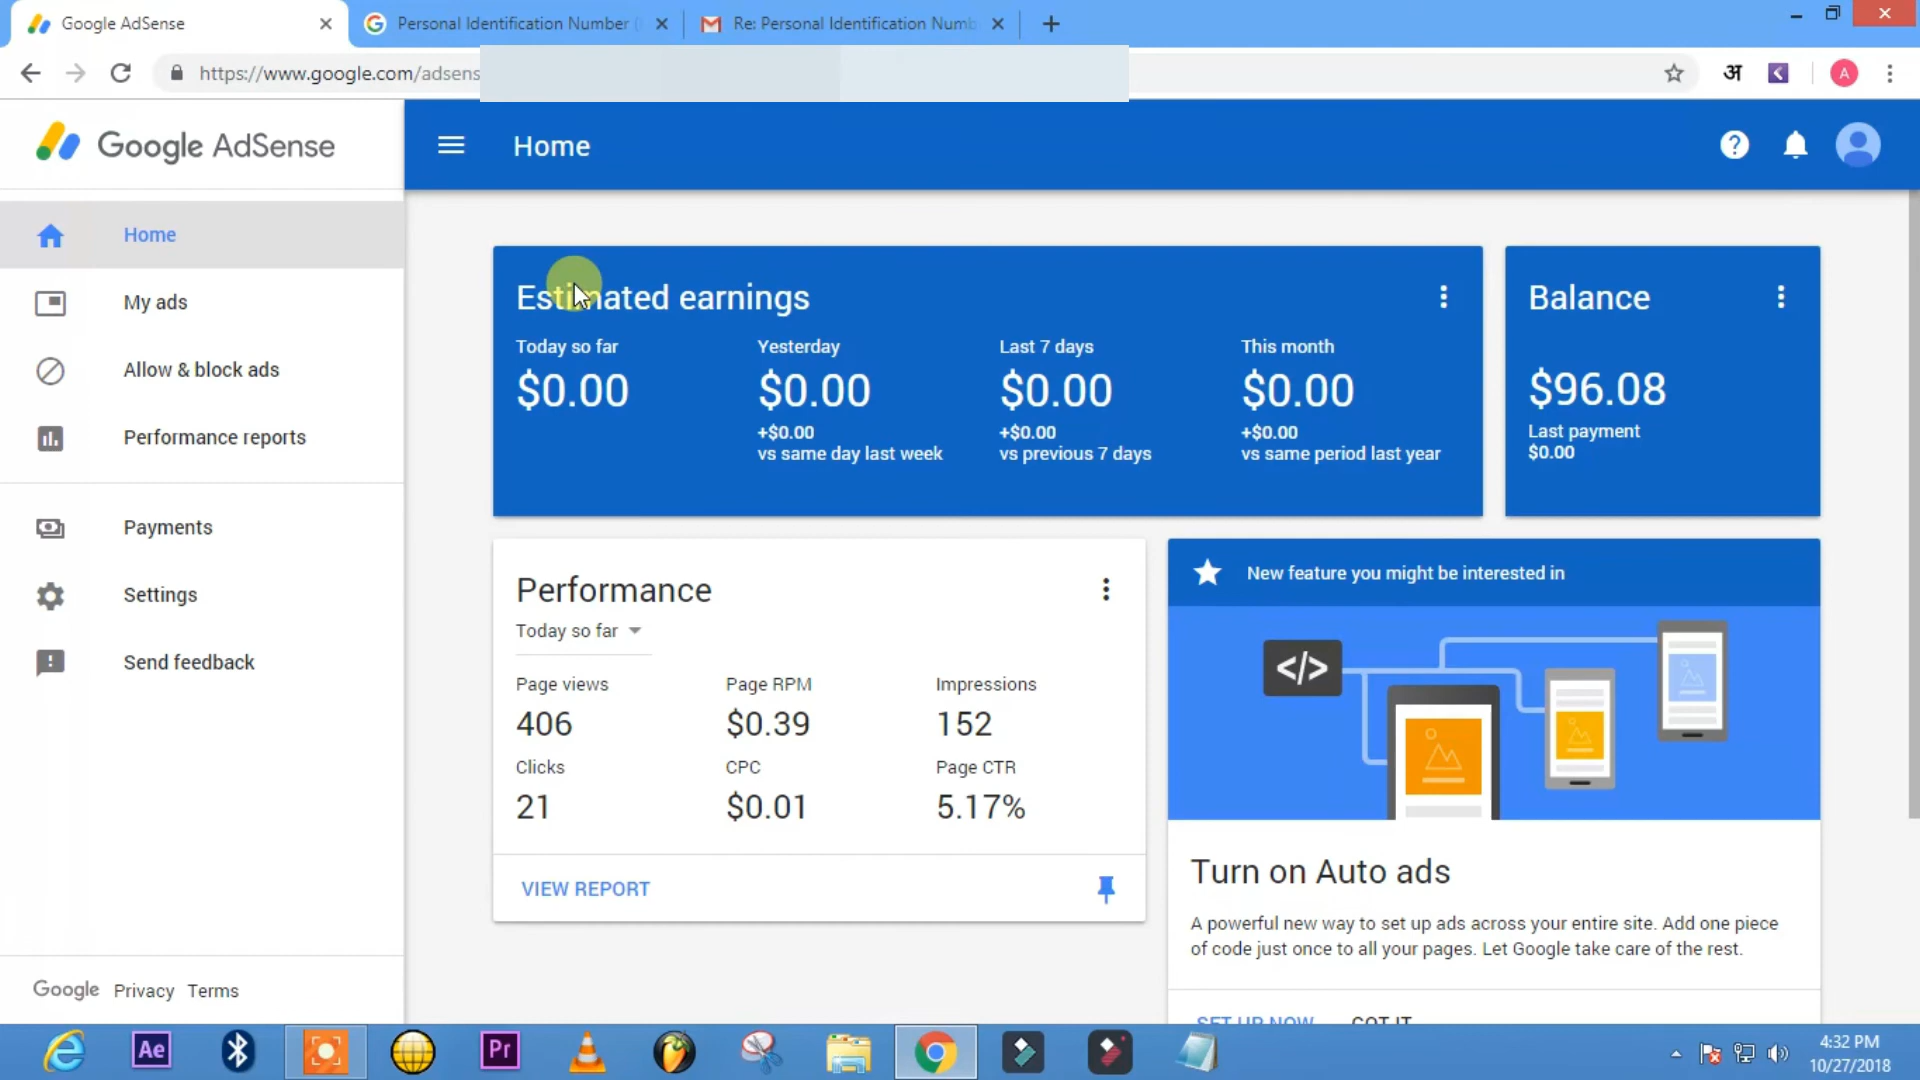 Google AdSense
Personal Identification Number (
Re: Personal Identification Numb
https://www.google.com/adsens
अ
A
Google AdSense
Home
Home
My ads
Allow & block ads
Performance reports
Payments
Settings
Send feedback
Google Privacy Terms
Estimated earnings
Today so far
$0.00
Yesterday
$0.00
+$0.00
vs same day last week
Last 7 days
$0.00
+$0.00
vs previous 7 days
This month
$0.00
+$0.00
vs same period last year
Balance
$96.08
Last payment
$0.00
Performance
Today so far
Page views
406
Page RPM
$0.39
Impressions
152
Clicks
21
CPC
$0.01
Page CTR
5.17%
VIEW REPORT
New feature you might be interested in
</>
Turn on Auto ads
A powerful new way to set up ads across your entire site. Add one piece
of code just once to all your pages. Let Google take care of the rest.
SET UP NOW GOT IT
Ae
Pr
4:32 PM
10/27/2018